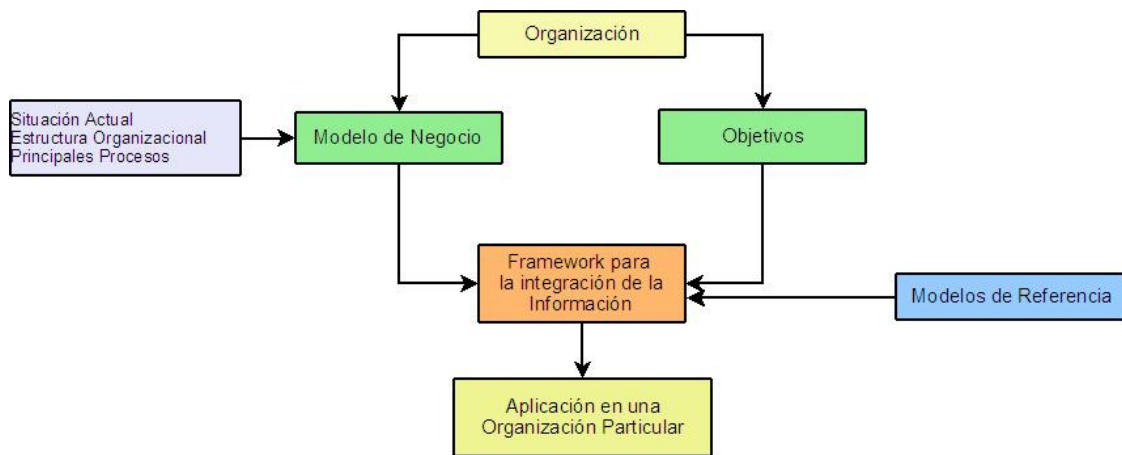 Organización
Situación Actual
Estructura Organizacional
Principales Procesos
Modelo de Negocio
Objetivos
Framework para
la integración de la
Información
Modelos de Referencia
Aplicación en una
Organización Particular